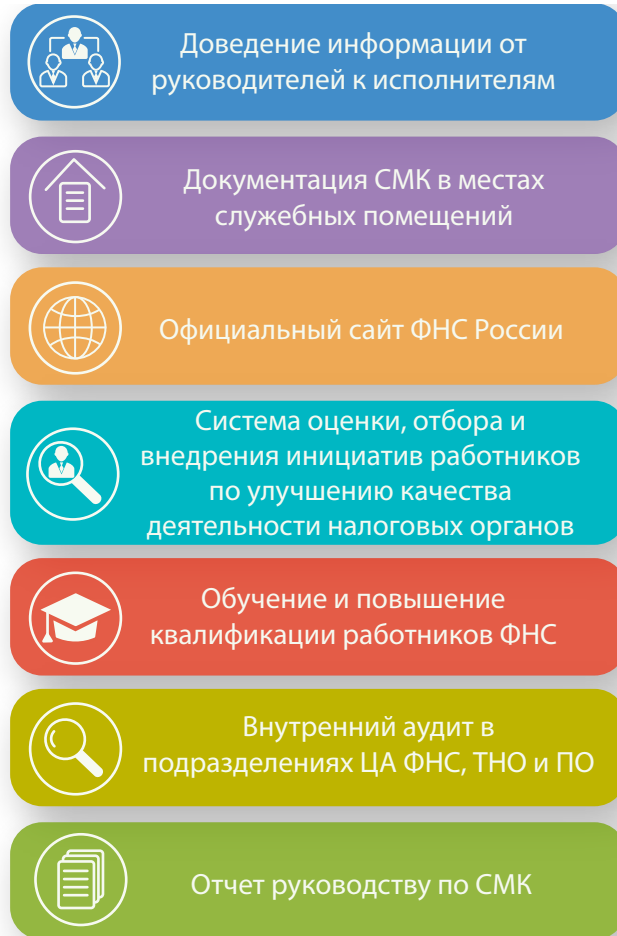 Доведение информации от
руководителей к исполнителям
Документация СМК в местах
служебных помещений
Официальный сайт ФНС России
Система оценки, отбора и
внедрения инициатив работников
по улучшению качества
деятельности налоговых органов
Обучение и повышение
квалификации работников ФНС
Внутренний аудит в
подразделениях ЦА ФНС, ТНО и ПО
Отчет руководству по СМК